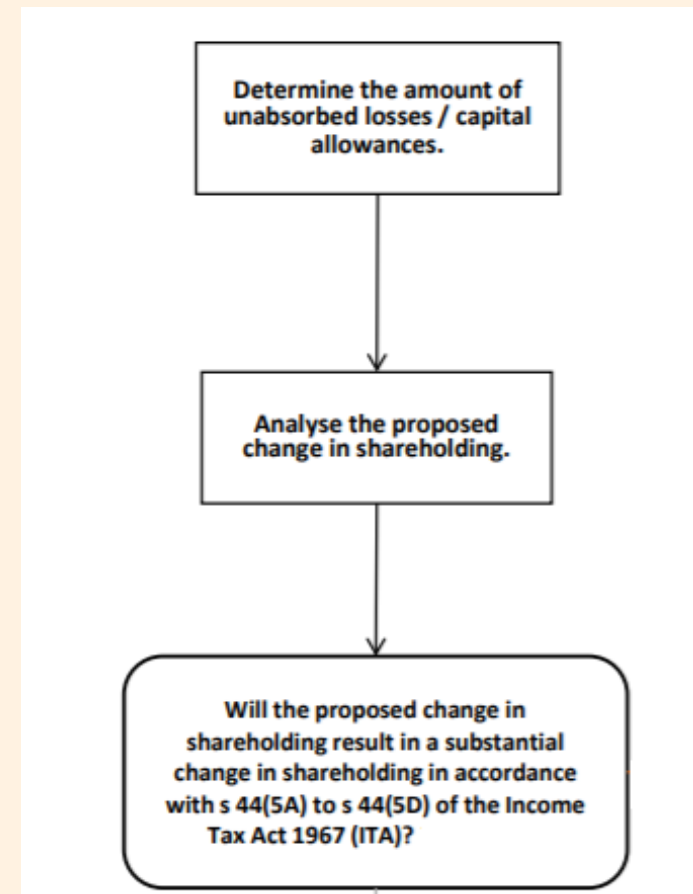 Determine the amount of
unabsorbed losses / capital
allowances.
Analyse the proposed
change in shareholding.
Will the proposed change in
shareholding result in a substantial
change in shareholding in accordance
with s 44(5A) to s 44(5D) of the Income
Tax Act 1967 (ITA)?